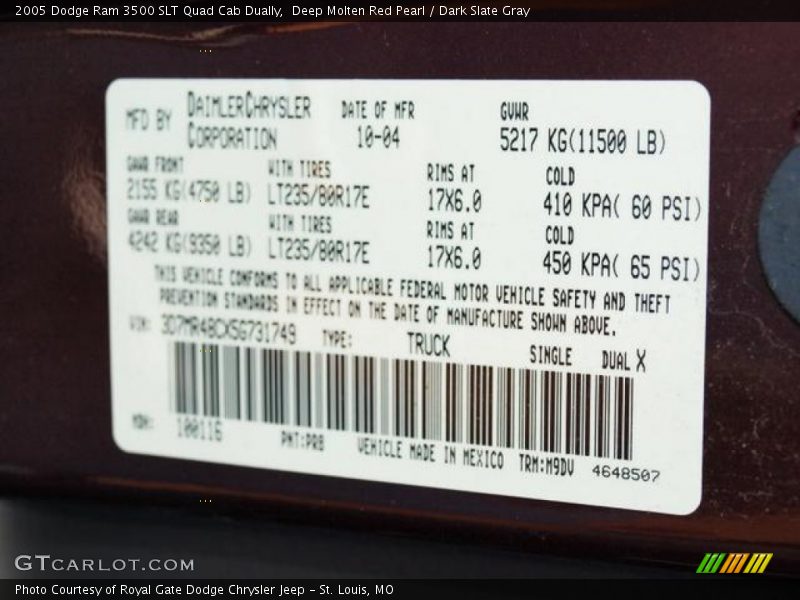 2005 Dodge Ram 3500 SLT Quad Cab Dually,  Deep Molten Red Pearl / Dark Slate Gray
MFD BY DAIMLERCHRYSLER CORPORATION DATE OF MFR 10-04 GVWR 5217 KG(11500 LB)
GAWR FRONT WITH TIRES RIMS AT COLD
2155 KG(4750 LB) LT235/80R17E 17X6.0 410 KPA( 60 PSI)
GAWR REAR WITH TIRES RIMS AT COLD
4242 KG(9350 LB) LT235/80R17E 17X6.0 450 KPA( 65 PSI)
THIS VEHICLE CONFORMS TO ALL APPLICABLE FEDERAL MOTOR VEHICLE SAFETY AND THEFT
PREVENTION STANDARDS IN EFFECT ON THE DATE OF MANUFACTURE SHOWN ABOVE.
VIN: 3D7MR48CX5G731749 TYPE: TRUCK SINGLE DUAL X
MDH: 100116 PNT:PRB VEHICLE MADE IN MEXICO TRM:M9DV 4648507
GTCARLOT.COM
Photo Courtesy of Royal Gate Dodge Chrysler Jeep – St. Louis, MO